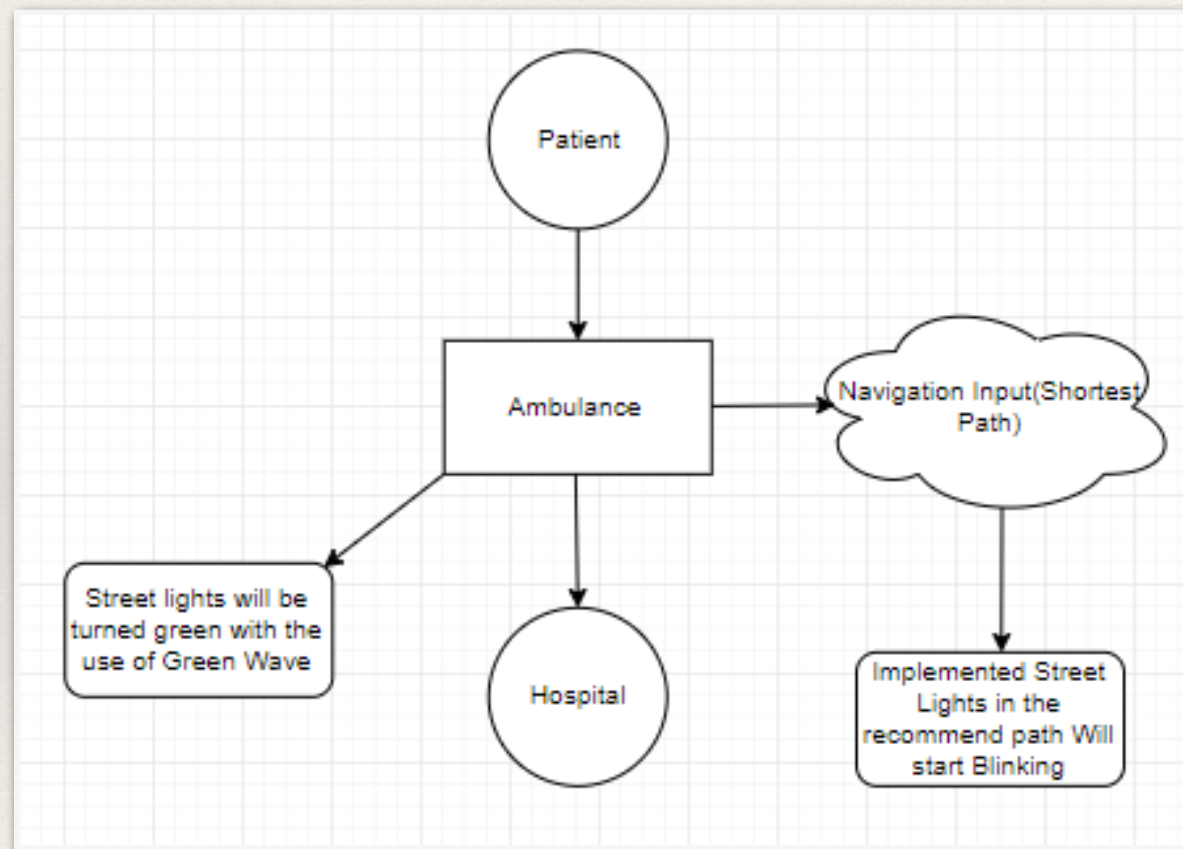 Patient
Ambulance
Navigation Input(Shortest
Path)
Street lights will be
turned green with the
use of Green Wave
Hospital
Implemented Street
Lights in the
recommend path Will
start Blinking